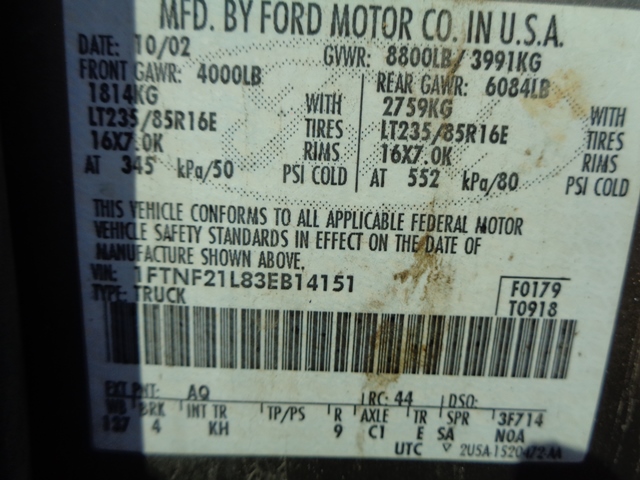 MFD. BY FORD MOTOR CO. IN U.S.A.
DATE: 10/02 GVWR: 8800LB/3991KG
FRONT GAWR: 4000LB REAR GAWR: 6084LB
1814KG WITH 2759KG WITH
LT235/85R16E TIRES LT235/85R16E TIRES
16X7.0K RIMS 16X7.0K RIMS
AT 345 kPa/50 PSI COLD AT 552 kPa/80 PSI COLD
THIS VEHICLE CONFORMS TO ALL APPLICABLE FEDERAL MOTOR
VEHICLE SAFETY STANDARDS IN EFFECT ON THE DATE OF
MANUFACTURE SHOWN ABOVE.
VIN: 1FTNF21L83EB14151 F0179
TYPE: TRUCK T0918
EXT PNT: AQ RC: 44 DSO:
WB BRK INT TR TP/PS R AXLE TR SPR 3F714
137 4 KH 9 C1 E SA NOA
UTC 2U5A-1520472-AA